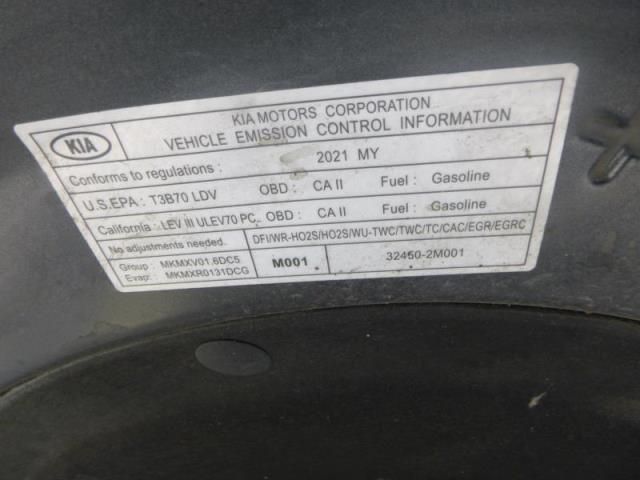 KIA
KIA MOTORS CORPORATION
VEHICLE EMISSION CONTROL INFORMATION
Conforms to regulations : 2021 MY
U.S.EPA : T3B70 LDV OBD : CA II Fuel : Gasoline
California : LEV III ULEV70 PC OBD : CA II Fuel : Gasoline
No adjustments needed. DFI/WR-HO2S/HO2S/WU-TWC/TWC/TC/CAC/EGR/EGRC
Group : MKMXV01.6DC5 M001 32450-2M001
Evap: MKMXR0131DCG